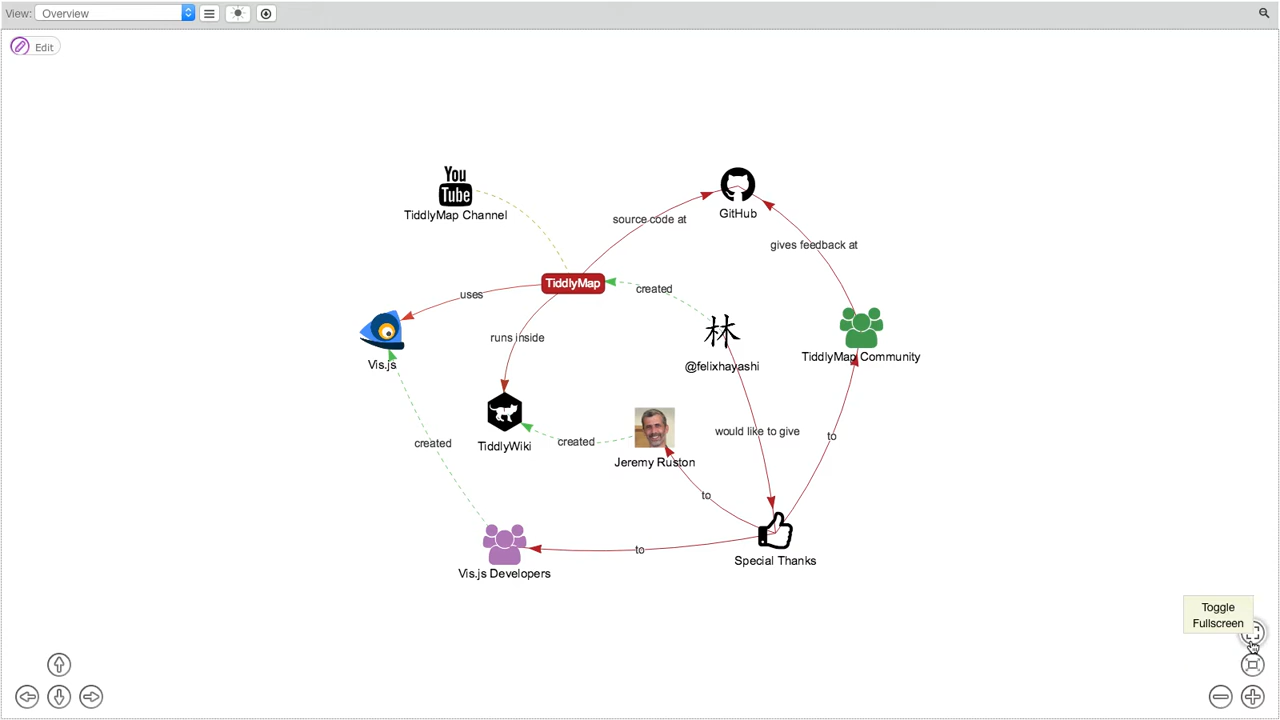 View: Overview
Edit
You
Tube
TiddlyMap Channel
GitHub
source code at
gives feedback at
TiddlyMap
created
uses
runs inside
林
@felixhayashi
TiddlyMap Community
Vis.js
TiddlyWiki
created
Jeremy Ruston
would like to give
to
created
to
Special Thanks
to
Vis.js Developers
Toggle
Fullscreen